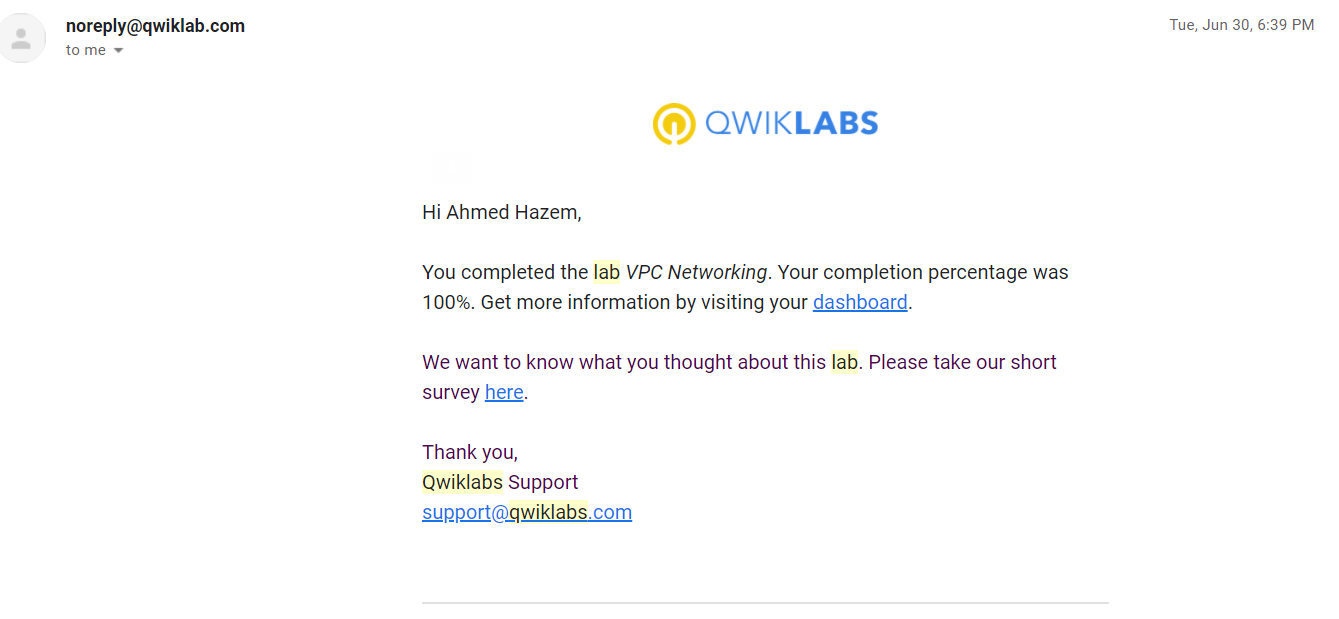 noreply@qwiklab.com
Tue, Jun 30, 6:39 PM
to me
QWIKLABS
Hi Ahmed Hazem,
You completed the lab VPC Networking. Your completion percentage was
100%. Get more information by visiting your dashboard.
We want to know what you thought about this lab. Please take our short
survey here.
Thank you,
Qwiklabs Support
support@qwiklabs.com